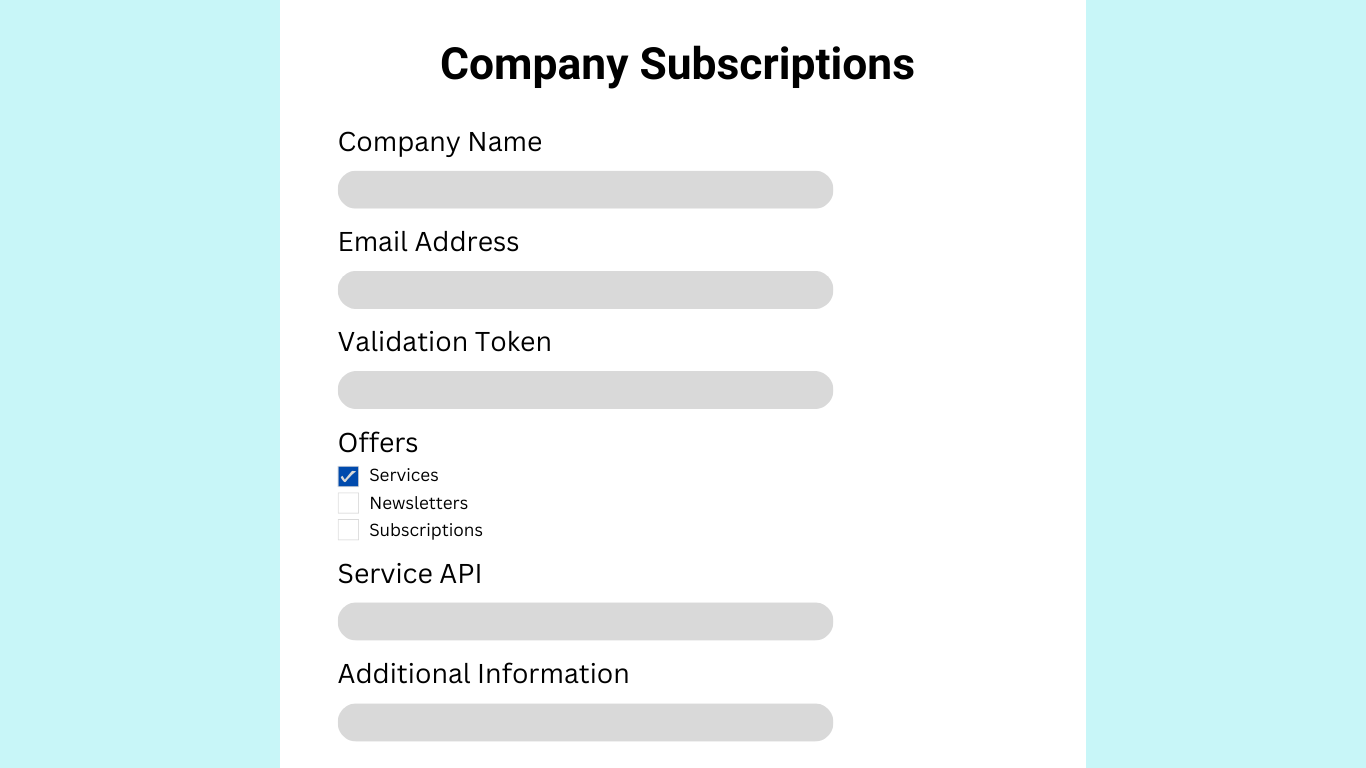 Company Subscriptions
Company Name
Email Address
Validation Token
Offers
Services
Newsletters
Subscriptions
Service API
Additional Information